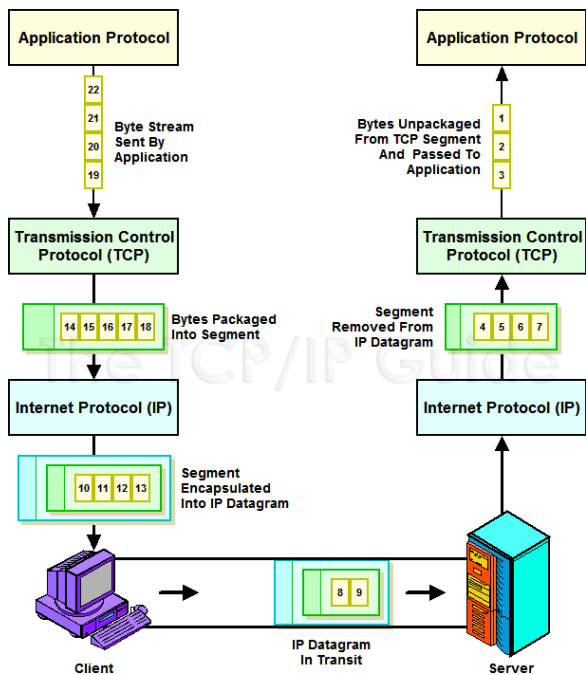 Application Protocol
Application Protocol
22
21
20
19
Byte Stream
Sent By
Application
Bytes Unpackaged
From TCP Segment
And Passed To
Application
1
2
3
Transmission Control
Protocol (TCP)
Transmission Control
Protocol (TCP)
14 15 16 17 18
Bytes Packaged
Into Segment
Segment
Removed From
IP Datagram
4 5 6 7
The TCP/IP Guide
Internet Protocol (IP)
Internet Protocol (IP)
10 11 12 13
Segment
Encapsulated
Into IP Datagram
8 9
IP Datagram
In Transit
Client
Server